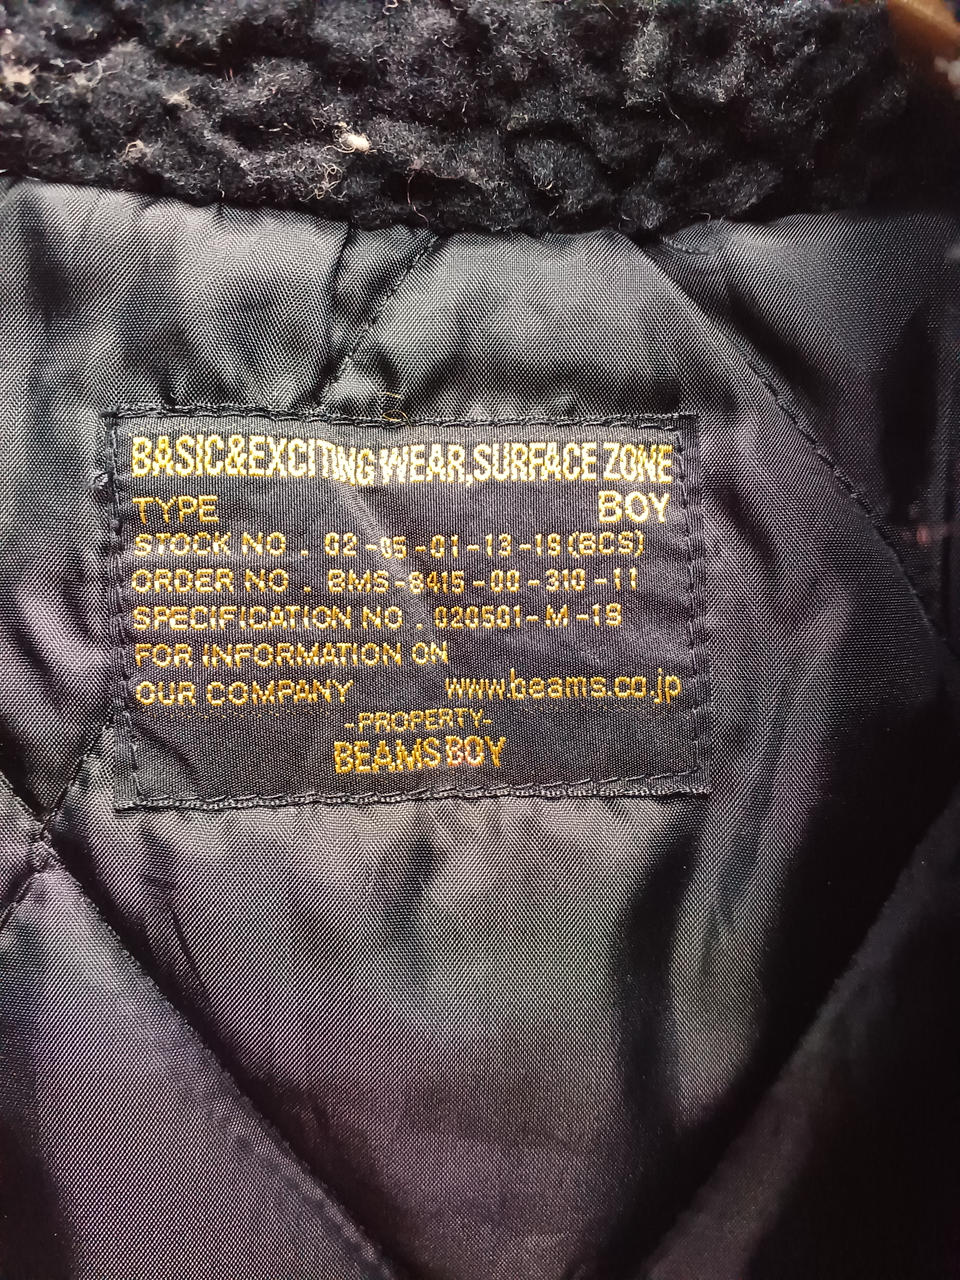 BASIC&EXCITING WEAR,SURFACE ZONE
TYPE BOY
STOCK NO . 02-05-01-13-19(BCS)
ORDER NO . BMS-8415-00-310-11
SPECIFICATION NO . 020501-M-19
FOR INFORMATION ON
OUR COMPANY www.beams.co.jp
-PROPERTY-
BEAMS BOY